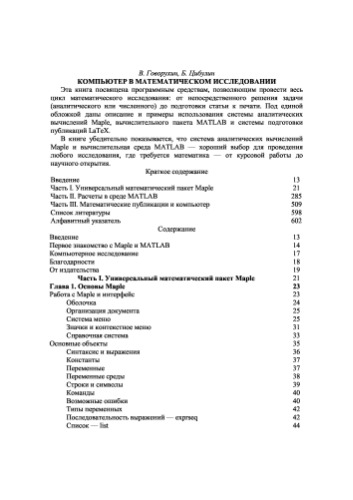 В. Говорухин, Б. Цибулин
КОМПЬЮТЕР В МАТЕМАТИЧЕСКОМ ИССЛЕДОВАНИИ
Эта книга посвящена программным средствам, позволяющим провести весь
цикл математического исследования: от непосредственного решения задачи
(аналитического или численного) до подготовки статьи к печати. Под единой
обложкой даны описание и примеры использования системы аналитических
вычислений Maple, вычислительного пакета MATLAB и системы подготовки
публикаций LaTeX.
В книге убедительно показывается, что система аналитических вычислений
Maple и вычислительная среда MATLAB — хороший выбор для проведения
любого исследования, где требуется математика — от курсовой работы до
научного открытия.
Краткое содержание
Введение 13
Часть I. Универсальный математический пакет Maple 21
Часть II. Расчеты в среде MATLAB 285
Часть III. Математические публикации и компьютер 509
Список литературы 598
Алфавитный указатель 602
Содержание
Введение 13
Первое знакомство с Maple и MATLAB 14
Компьютерное исследование 17
Благодарности 18
От издательства 19
Часть I. Универсальный математический пакет Maple 21
Глава 1. Основы Maple 23
Работа с Maple и интерфейс 23
Оболочка 24
Организация документа 25
Система меню 25
Значки и контекстное меню 31
Справочная система 33
Основные объекты 35
Синтаксис и выражения 36
Константы 37
Переменные 37
Переменные среды 38
Строки и символы 39
Команды 40
Возможные ошибки 40
Типы переменных 42
Последовательность выражений — exprseq 42
Список — list 44